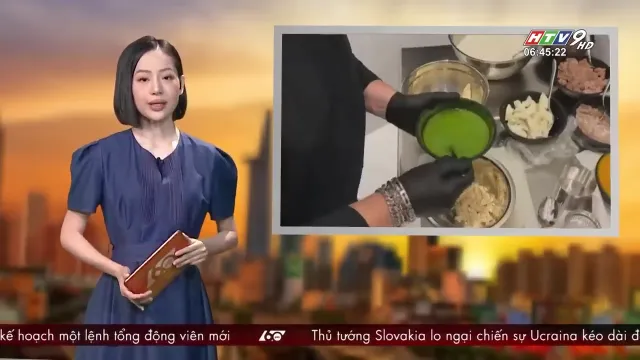 HTV9 HD
06:45:22
kế hoạch một lệnh tổng động viên mới 60 Thủ tướng Slovakia lo ngại chiến sự Ucraina kéo dài